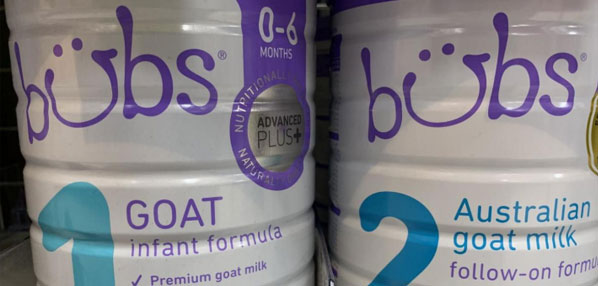 bubs®
0-6
MONTHS
NUTRITIONALLY
ADVANCED
PLUS+
1
GOAT
infant formula
✓ Premium goat milk
bubs®
2
Australian
goat milk
follow-on